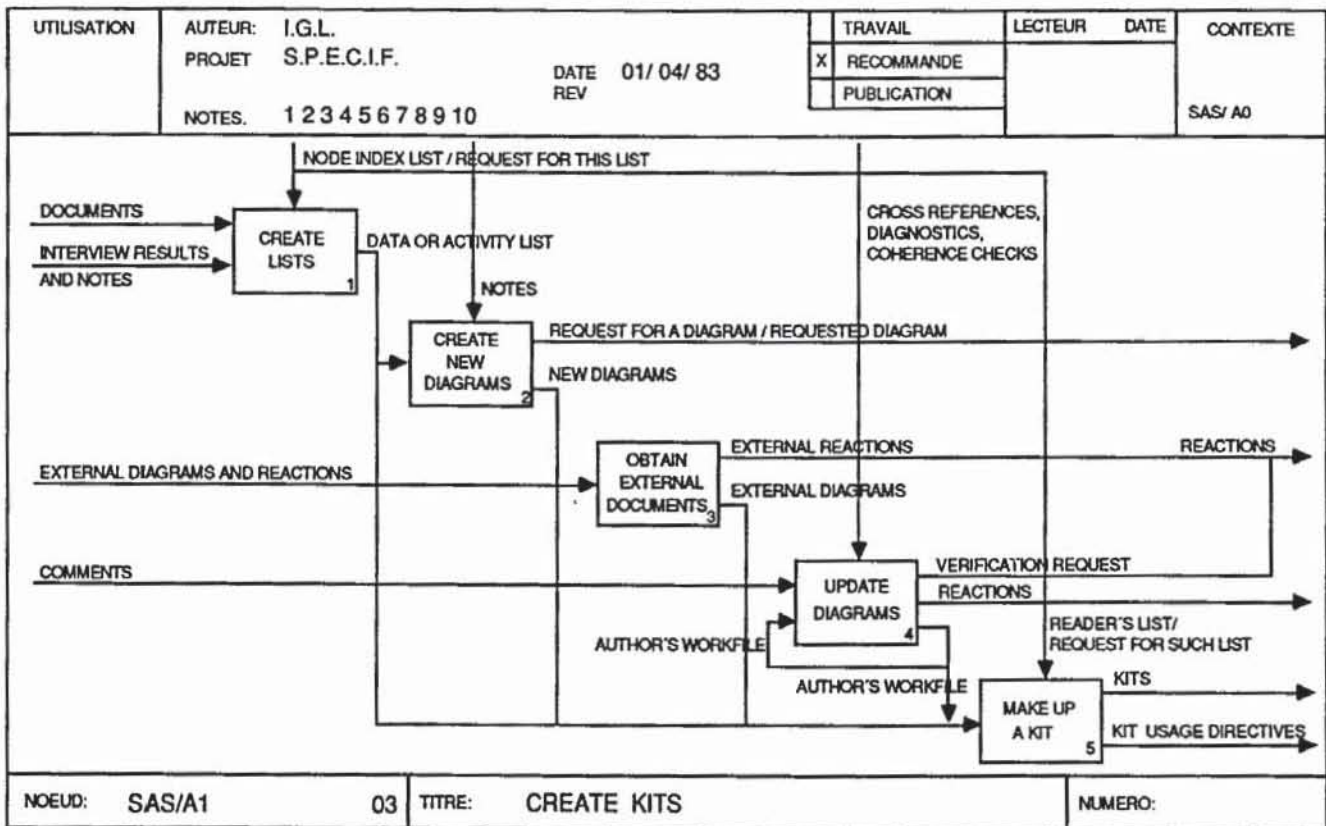 UTILISATION
AUTEUR: I.G.L.
PROJET S.P.E.C.I.F.
DATE 01/ 04/ 83
REV
NOTES. 1 2 3 4 5 6 7 8 9 10
TRAVAIL
X RECOMMANDE
PUBLICATION
LECTEUR DATE
CONTEXTE
SAS/ A0
NODE INDEX LIST / REQUEST FOR THIS LIST
DOCUMENTS
INTERVIEW RESULTS
AND NOTES
CREATE
LISTS
1
DATA OR ACTIVITY LIST
CROSS REFERENCES,
DIAGNOSTICS,
COHERENCE CHECKS
NOTES
CREATE
NEW
DIAGRAMS
2
REQUEST FOR A DIAGRAM / REQUESTED DIAGRAM
NEW DIAGRAMS
EXTERNAL DIAGRAMS AND REACTIONS
OBTAIN
EXTERNAL
DOCUMENTS
3
EXTERNAL REACTIONS
REACTIONS
EXTERNAL DIAGRAMS
COMMENTS
UPDATE
DIAGRAMS
4
VERIFICATION REQUEST
REACTIONS
AUTHOR'S WORKFILE
READER'S LIST/
REQUEST FOR SUCH LIST
AUTHOR'S WORKFILE
MAKE UP
A KIT
5
KITS
KIT USAGE DIRECTIVES
NOEUD: SAS/A1 03
TITRE: CREATE KITS
NUMERO: